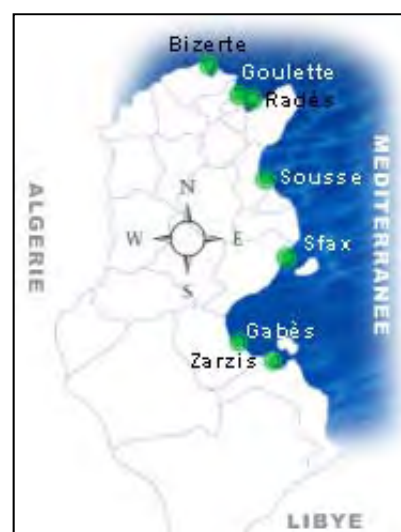 Bizerte
Goulette
Radès
MEDITERRANEE
Sousse
ALGERIE
N
W E
Sfax
S
Gabès
Zarzis
LIBYE